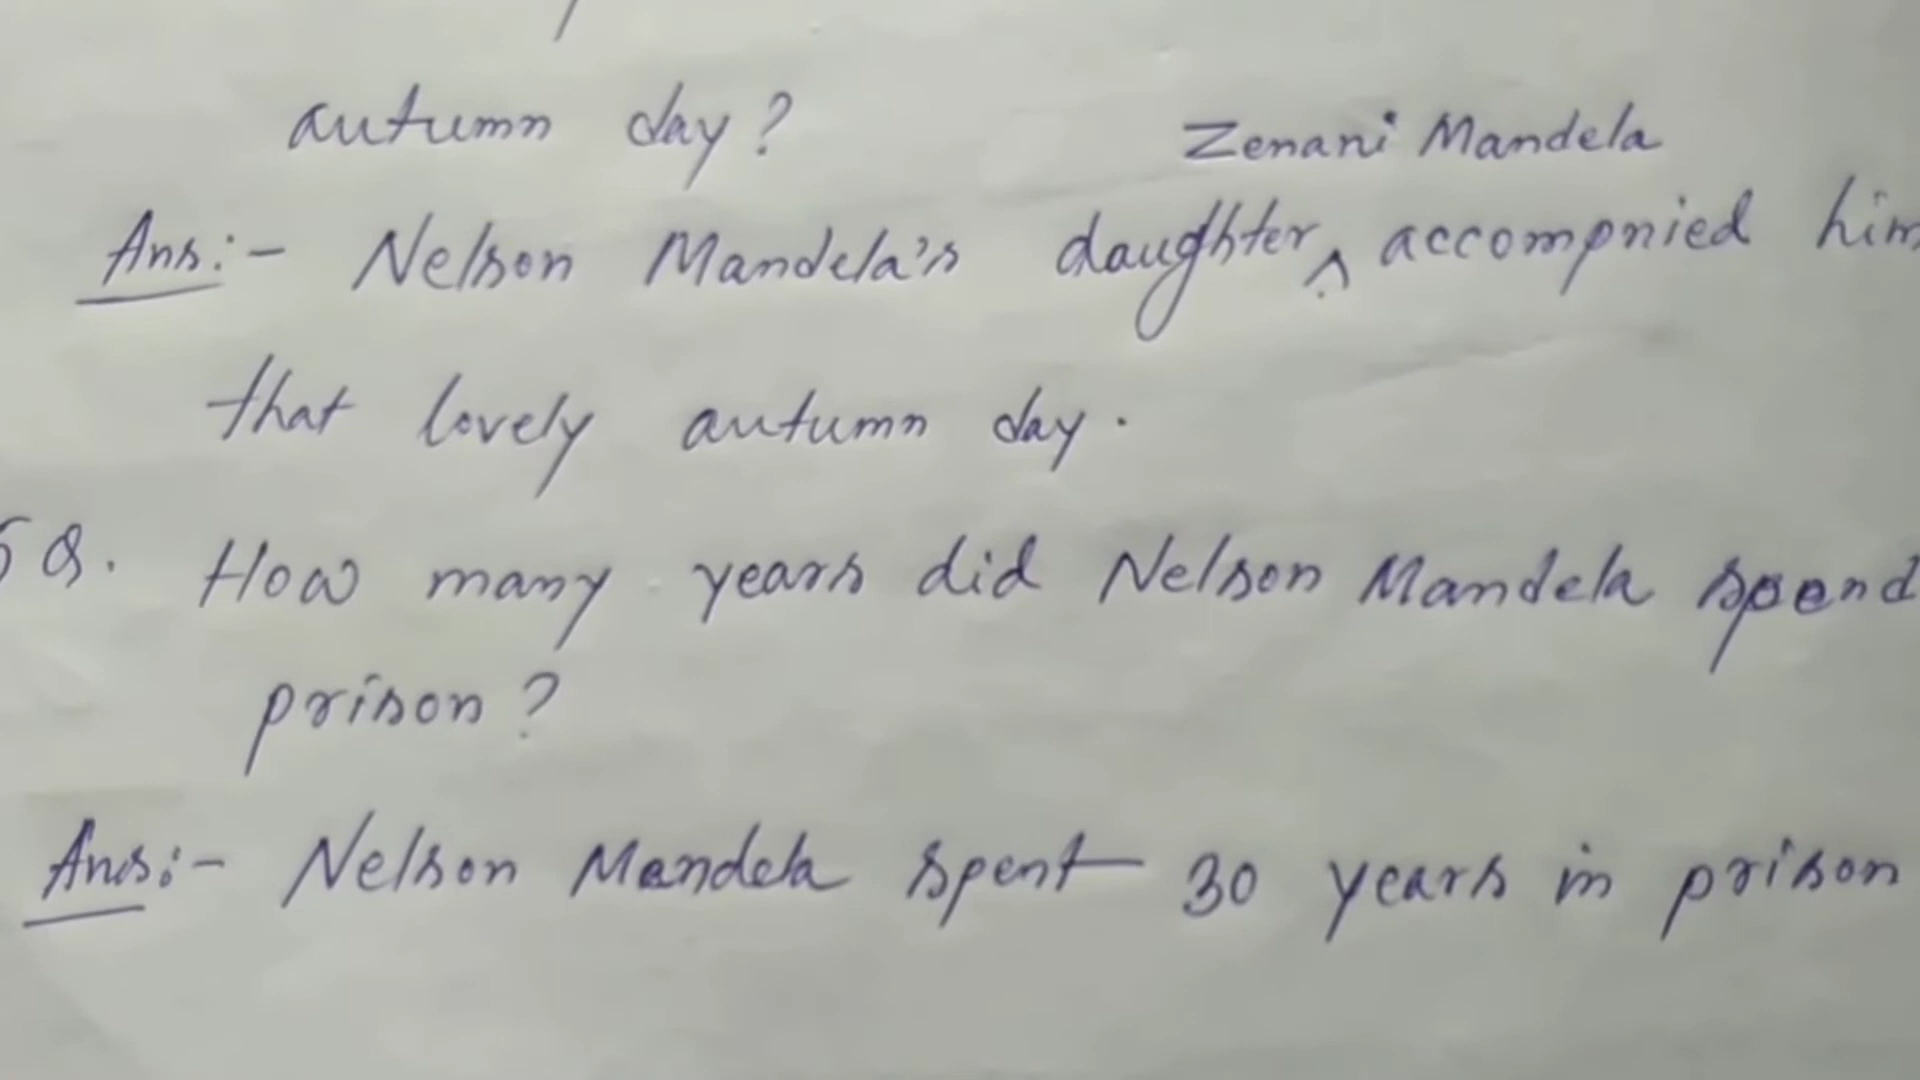 autumn day?
Zenani Mandela
Ans:- Nelson Mandela's daughter ^ accompnied him
that lovely autumn day.
5 Q. How many years did Nelson Mandela spend
prison?
Ans:- Nelson Mandela spent 30 years in prison